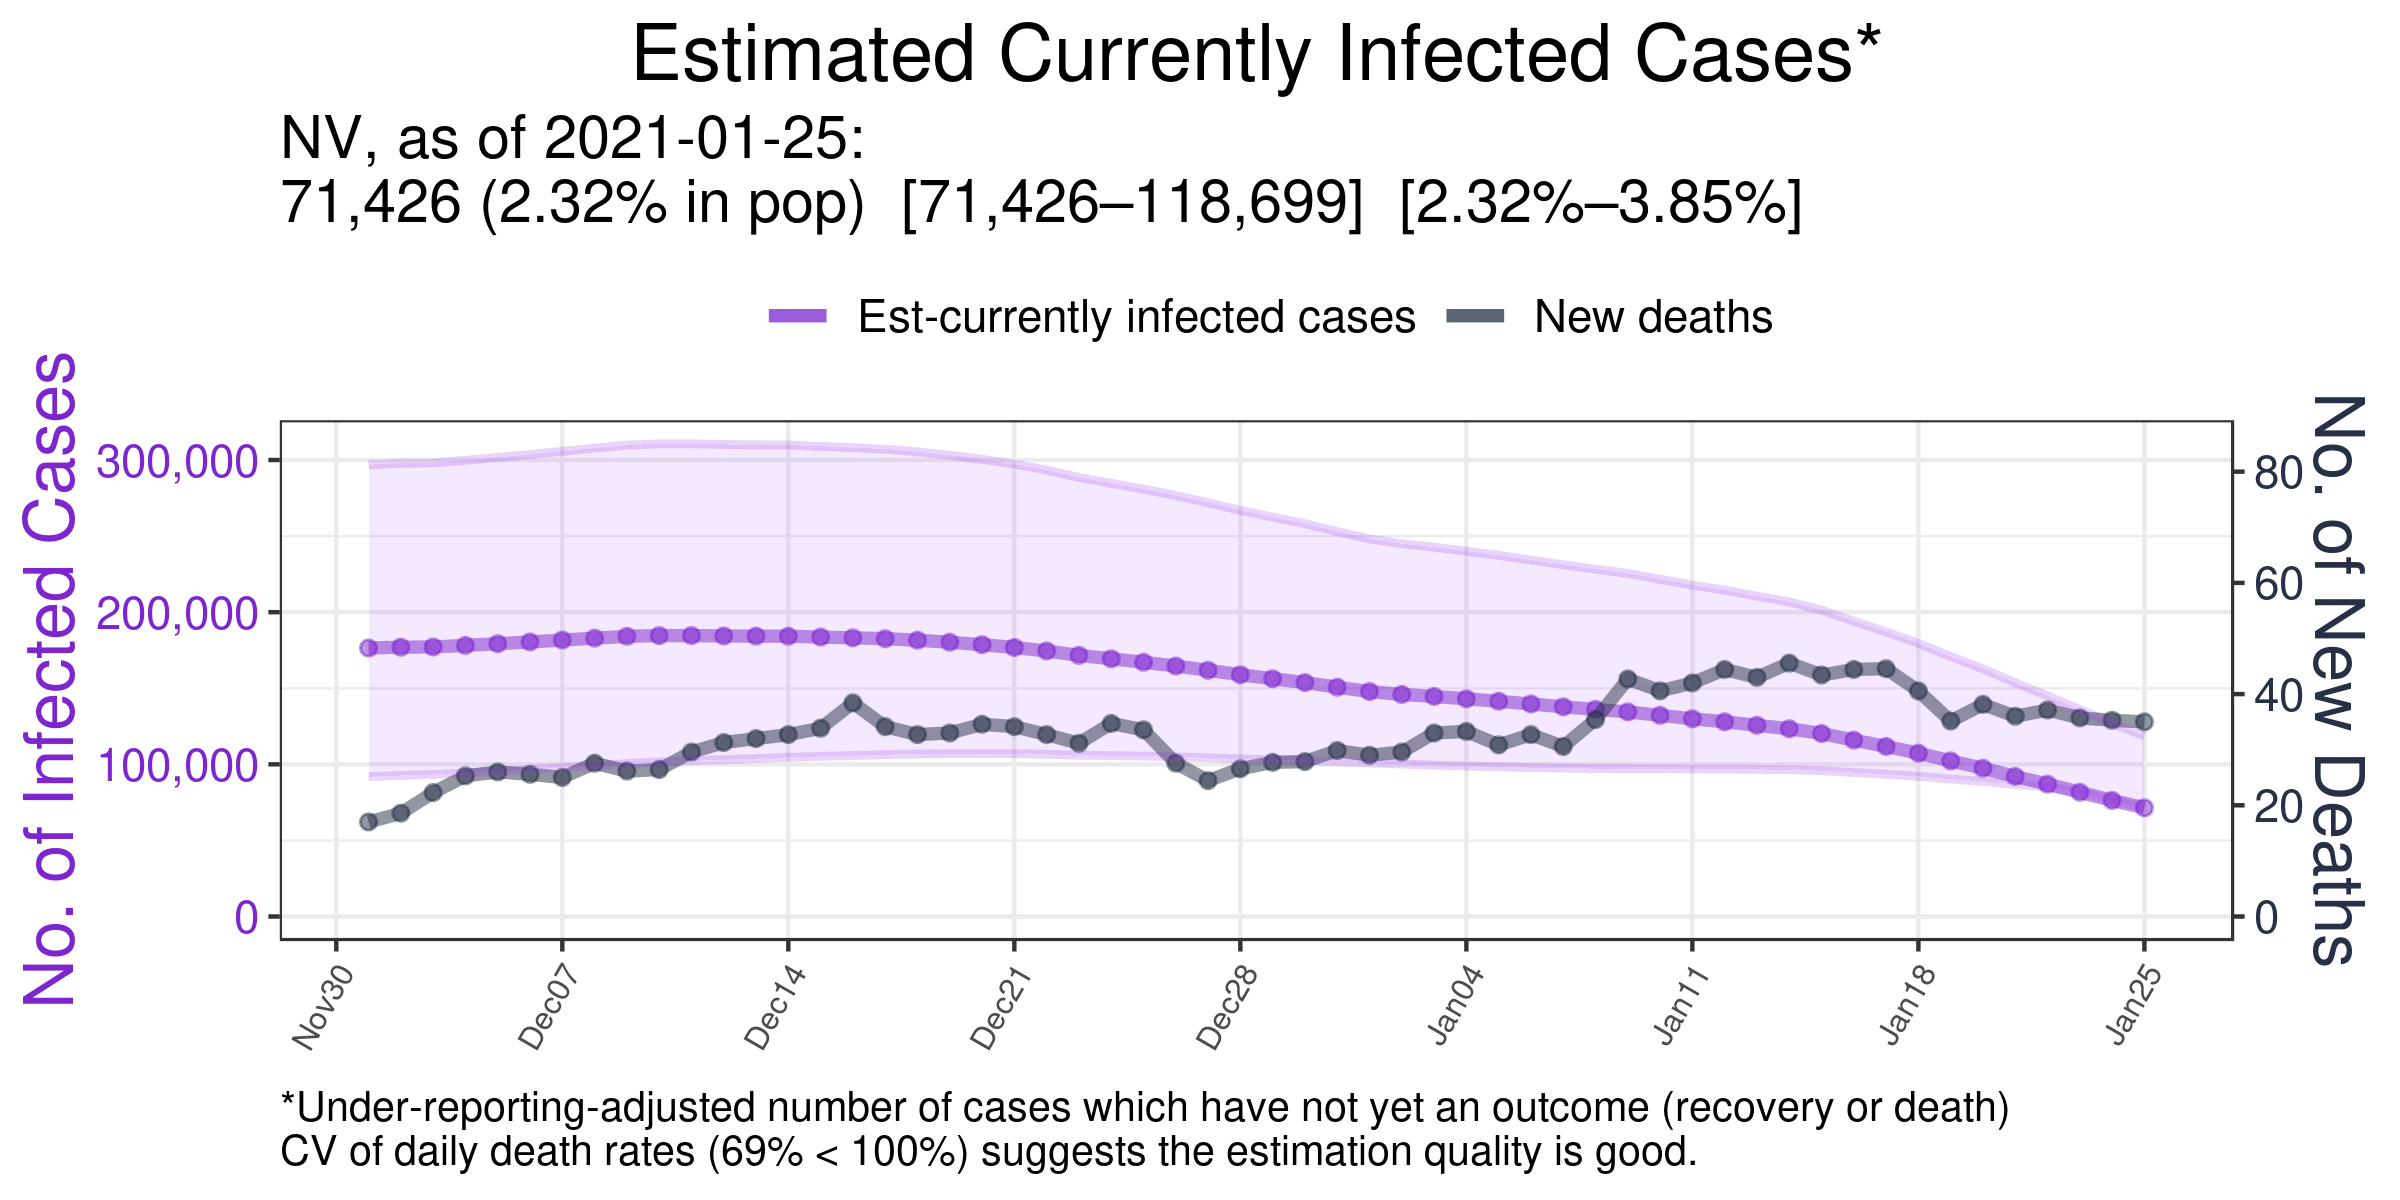 Estimated Currently Infected Cases*
NV, as of 2021-01-25:
71,426 (2.32% in pop)  [71,426–118,699]  [2.32%–3.85%]
Est-currently infected cases
New deaths
No. of Infected Cases
300,000
200,000
100,000
0
80
60
40
20
0
No. of New Deaths
Nov30
Dec07
Dec14
Dec21
Dec28
Jan04
Jan11
Jan18
Jan25
*Under-reporting-adjusted number of cases which have not yet an outcome (recovery or death)
CV of daily death rates (69% < 100%) suggests the estimation quality is good.